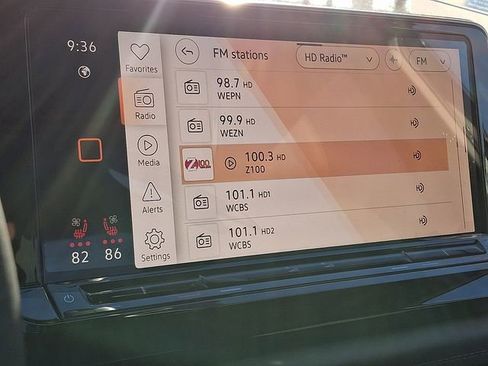 9:36
FM stations
HD Radio™
FM
Favorites
98.7 HD
WEPN
Radio
99.9 HD
WEZN
Z100
100.3 HD
Z100
Media
101.1 HD1
WCBS
Alerts
101.1 HD2
WCBS
Settings
82 86